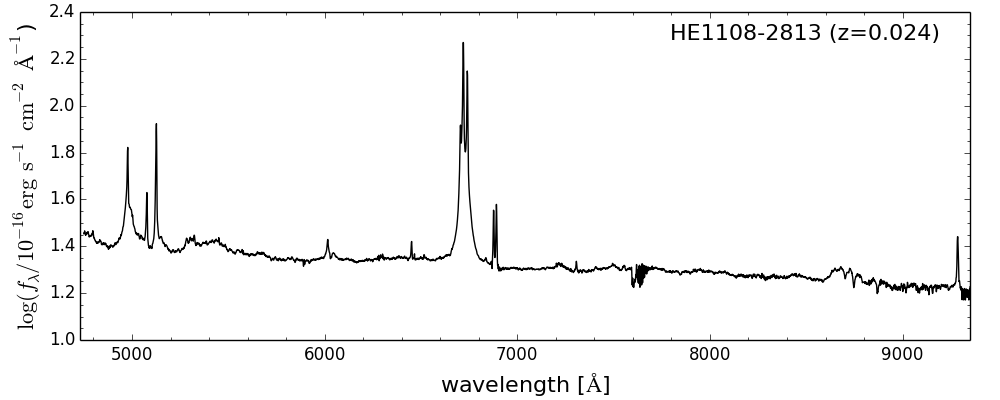 HE1108-2813 (z=0.024)
log(fλ/10⁻¹⁶ erg s⁻¹ cm⁻² Å⁻¹)
2.4
2.2
2.0
1.8
1.6
1.4
1.2
1.0
5000 6000 7000 8000 9000
wavelength [Å]